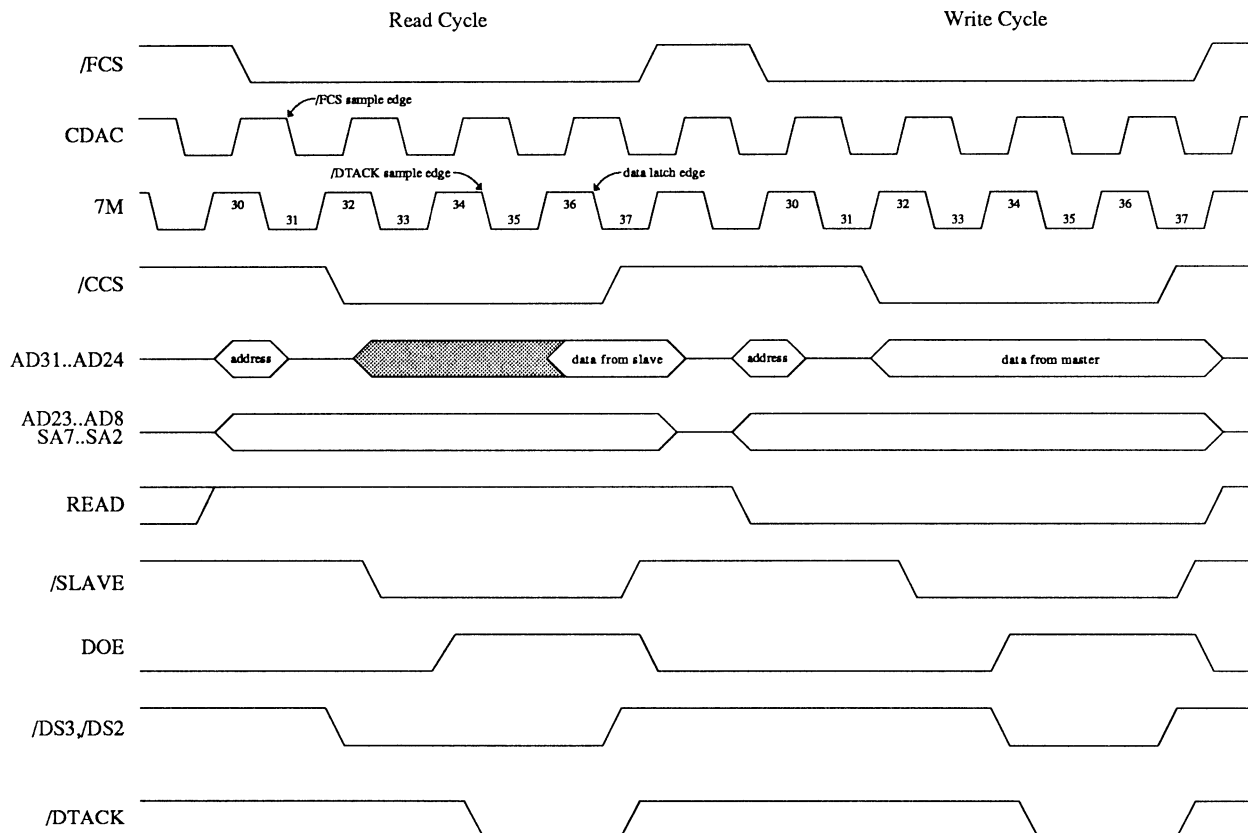 Read Cycle Write Cycle
/FCS
/FCS sample edge
CDAC
/DTACK sample edge data latch edge
7M 30 31 32 33 34 35 36 37 30 31 32 33 34 35 36 37
/CCS
AD31..AD24 address data from slave address data from master
AD23..AD8
SA7..SA2
READ
/SLAVE
DOE
/DS3,/DS2
/DTACK